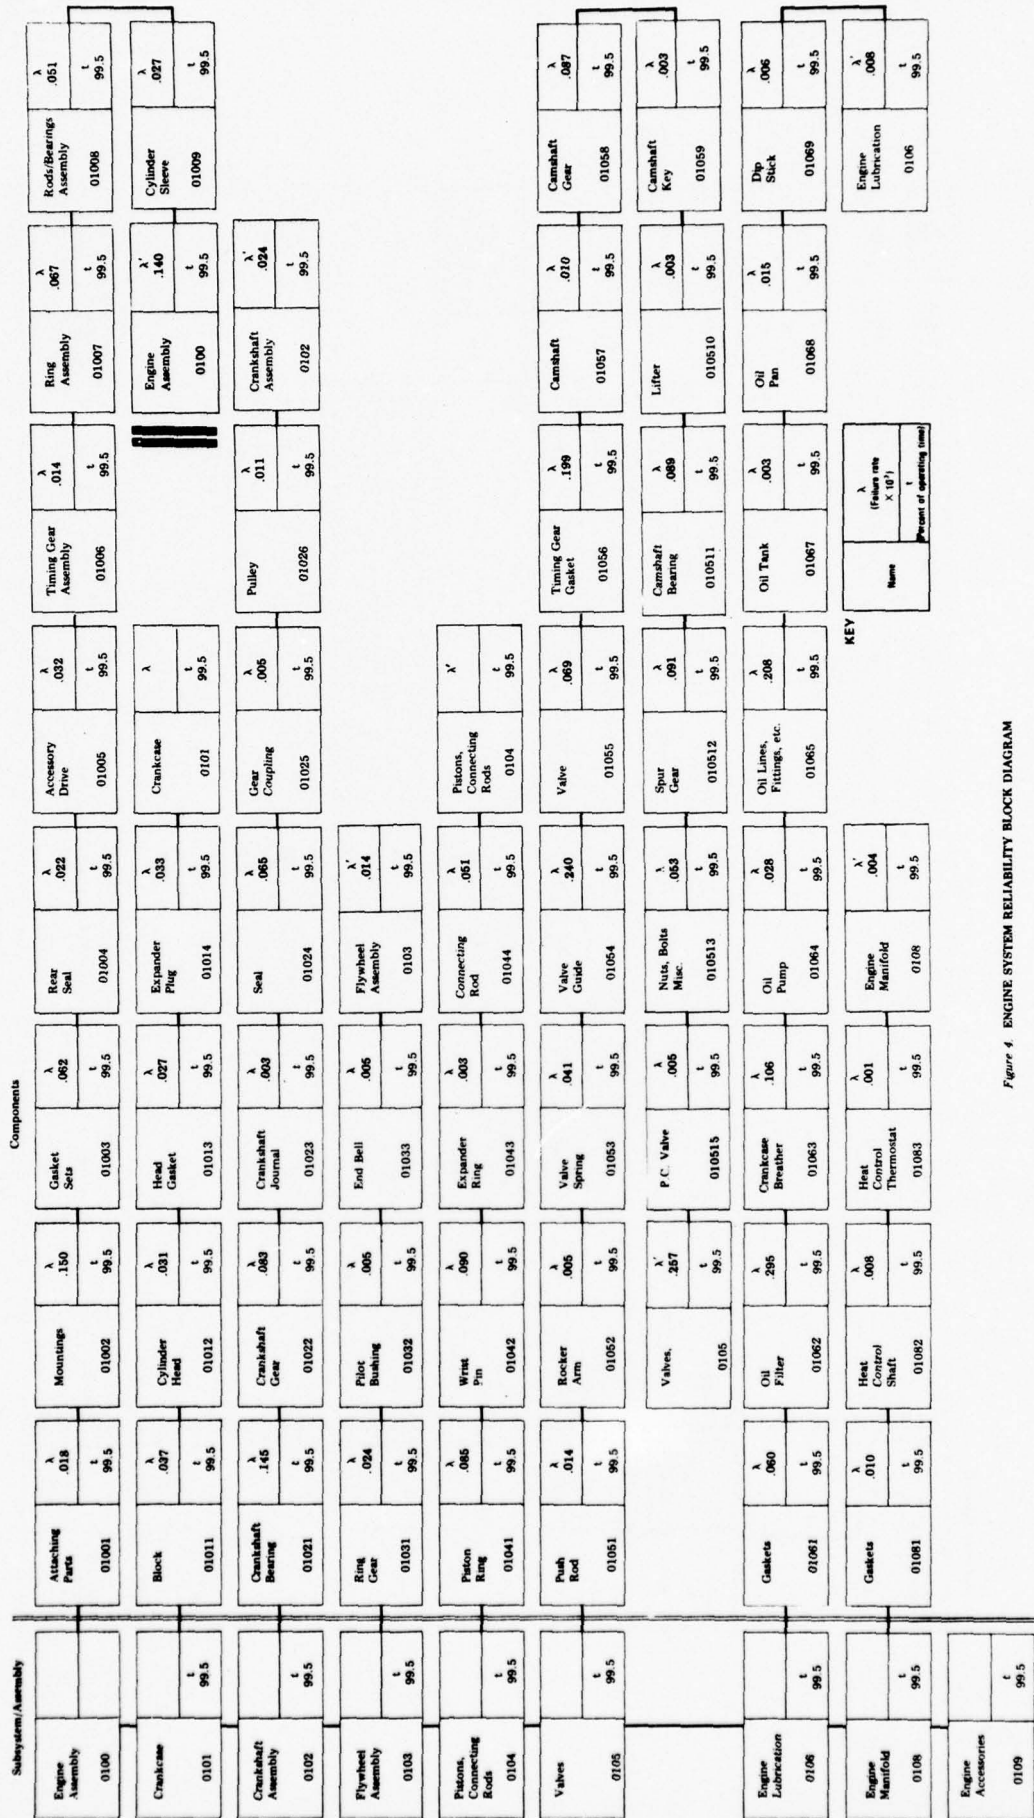 Subsystem/Assembly
Components
Engine
Assembly
0100
Attaching
Parts
01001
λ
.018
t
99.5
Mountings
01002
λ
.150
t
99.5
Gasket
Sets
01003
λ
.062
t
99.5
Rear
Seal
01004
λ
.022
t
99.5
Accessory
Drive
01005
λ
.032
t
99.5
Timing Gear
Assembly
01006
λ
.014
t
99.5
Ring
Assembly
01007
λ
.067
t
99.5
Rods/Bearings
Assembly
01008
λ
.051
t
99.5
Crankcase
0101
t
99.5
Block
01011
λ
.037
t
99.5
Cylinder
Head
01012
λ
.031
t
99.5
Head
Gasket
01013
λ
.027
t
99.5
Expander
Plug
01014
λ
.033
t
99.5
Crankcase
0101
λ
t
99.5
Engine
Assembly
0100
λ'
.140
t
99.5
Cylinder
Sleeve
01009
λ
.027
t
99.5
Crankshaft
Assembly
0102
t
99.5
Crankshaft
Bearing
01021
λ
.145
t
99.5
Crankshaft
Gear
01022
λ
.083
t
99.5
Crankshaft
Journal
01023
λ
.003
t
99.5
Seal
01024
λ
.065
t
99.5
Gear
Coupling
01025
λ
.005
t
99.5
Pulley
01026
λ
.011
t
99.5
Crankshaft
Assembly
0102
λ'
.024
t
99.5
Flywheel
Assembly
0103
t
99.5
Ring
Gear
01031
λ
.024
t
99.5
Pilot
Bushing
01032
λ
.005
t
99.5
End Bell
01033
λ
.005
t
99.5
Flywheel
Assembly
0103
λ'
.014
t
99.5
Pistons,
Connecting
Rods
0104
t
99.5
Piston
Ring
01041
λ
.085
t
99.5
Wrist
Pin
01042
λ
.090
t
99.5
Expander
Ring
01043
λ
.003
t
99.5
Connecting
Rod
01044
λ
.051
t
99.5
Pistons,
Connecting
Rods
0104
λ'
t
99.5
Valves
0105
t
99.5
Push
Rod
01051
λ
.014
t
99.5
Rocker
Arm
01052
λ
.005
t
99.5
Valve
Spring
01053
λ
.041
t
99.5
Valve
Guide
01054
λ
.240
t
99.5
Valve
01055
λ
.069
t
99.5
Timing Gear
Gasket
01056
λ
.199
t
99.5
Camshaft
01057
λ
.010
t
99.5
Camshaft
Gear
01058
λ
.087
t
99.5
Valves,
0105
λ'
.257
t
99.5
P.C. Valve
010515
λ
.005
t
99.5
Nuts, Bolts
Misc.
010513
λ
.053
t
99.5
Spur
Gear
010512
λ
.091
t
99.5
Camshaft
Bearing
010511
λ
.089
t
99.5
Lifter
010510
λ
.003
t
99.5
Camshaft
Key
01059
λ
.003
t
99.5
Engine
Lubrication
0106
t
99.5
Gaskets
01061
λ
.060
t
99.5
Oil
Filter
01062
λ
.295
t
99.5
Crankcase
Breather
01063
λ
.106
t
99.5
Oil
Pump
01064
λ
.028
t
99.5
Oil Lines,
Fittings, etc.
01065
λ
.208
t
99.5
Oil Tank
01067
λ
.003
t
99.5
Oil
Pan
01068
λ
.015
t
99.5
Dip
Stick
01069
λ
.006
t
99.5
Engine
Manifold
0108
t
99.5
Gaskets
01081
λ
.010
t
99.5
Heat
Control
Shaft
01082
λ
.008
t
99.5
Heat
Control
Thermostat
01083
λ
.001
t
99.5
Engine
Manifold
0108
λ'
.004
t
99.5
KEY
Name
λ
(Failure rate
X 10³)
t
(Percent of operating time)
Engine
Lubrication
0106
λ'
.008
t
99.5
Engine
Accessories
0109
t
99.5
Figure 4. ENGINE SYSTEM RELIABILITY BLOCK DIAGRAM